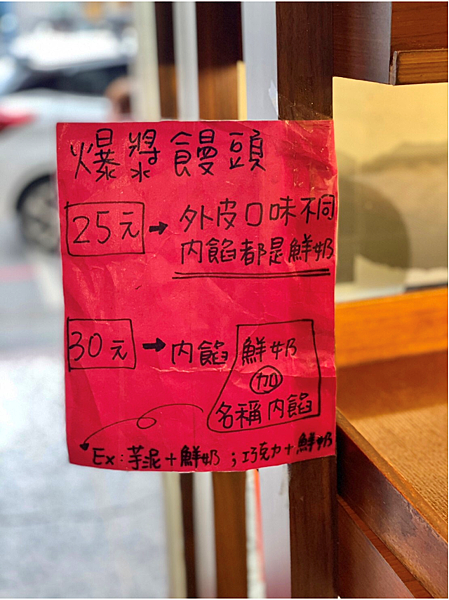 爆漿饅頭
25元→外皮口味不同
內餡都是鮮奶
30元→內餡鮮奶
加
名稱內餡
Ex:芋泥+鮮奶;巧克力+鮮奶